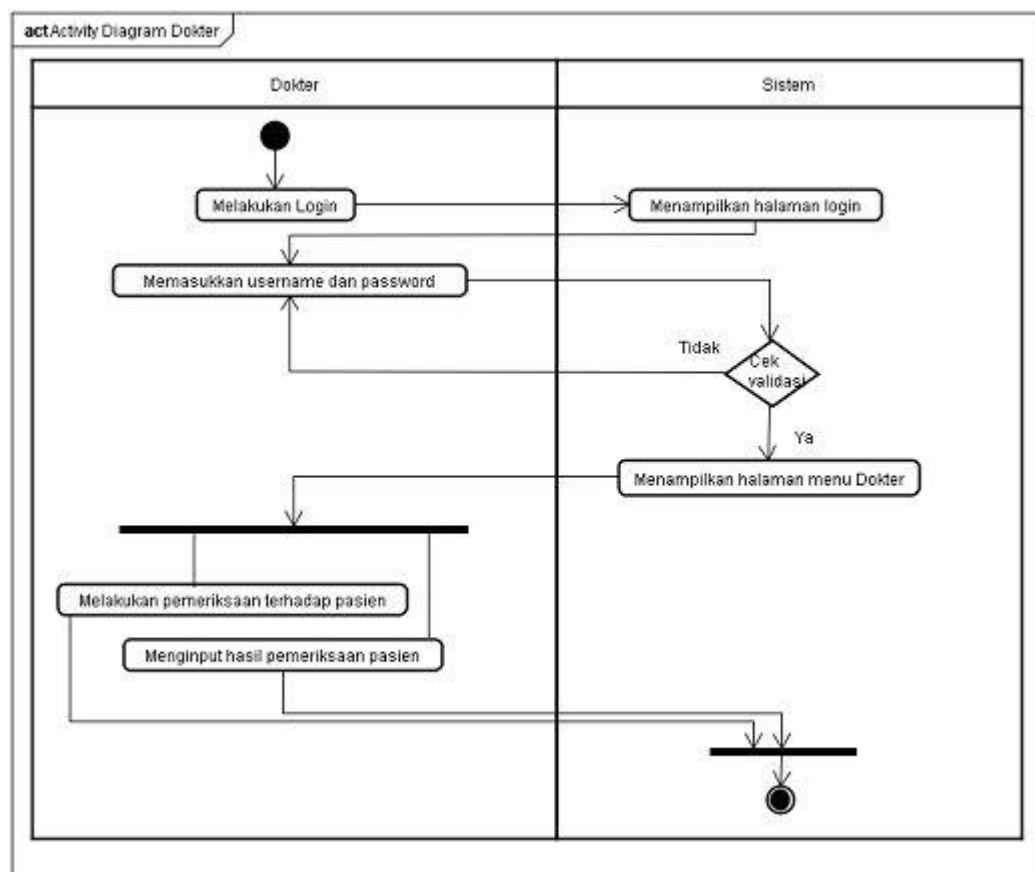 act Activity Diagram Dokter
Dokter
Sistem
Melakukan Login
Menampilkan halaman login
Memasukkan username dan password
Tidak
Cek
validasi
Ya
Menampilkan halaman menu Dokter
Melakukan pemeriksaan terhadap pasien
Menginput hasil pemeriksaan pasien